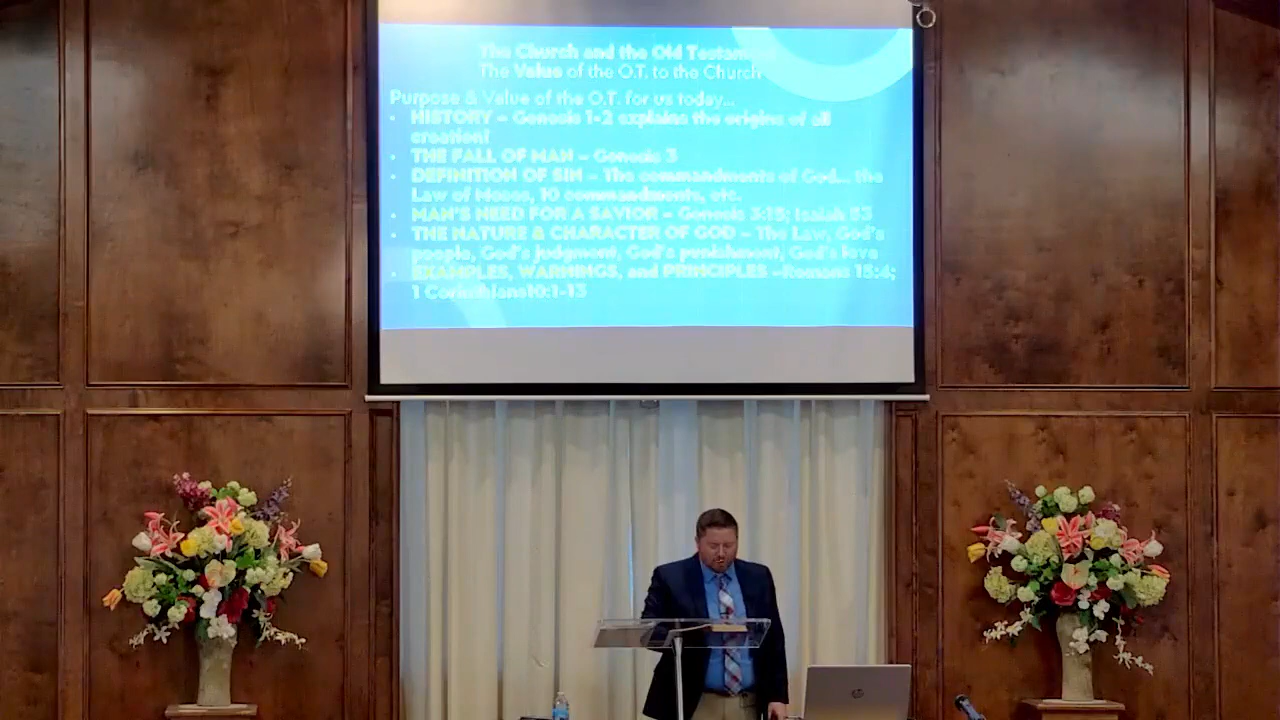 The Church and the Old Testament
The Value of the O.T. to the Church
Purpose & Value of the O.T. for us today...
• HISTORY – Genesis 1-2 explains the origins of all
creation!
• THE FALL OF MAN – Genesis 3
• DEFINITION OF SIN – The commandments of God... the
Law of Moses, 10 commandments, etc.
• MAN'S NEED FOR A SAVIOR – Genesis 3:15; Isaiah 53
• THE NATURE & CHARACTER OF GOD – The Law, God's
people, God's judgment, God's punishment, God's love
• EXAMPLES, WARNINGS, and PRINCIPLES –Romans 15:4;
1 Corinthians10:1-13
hp